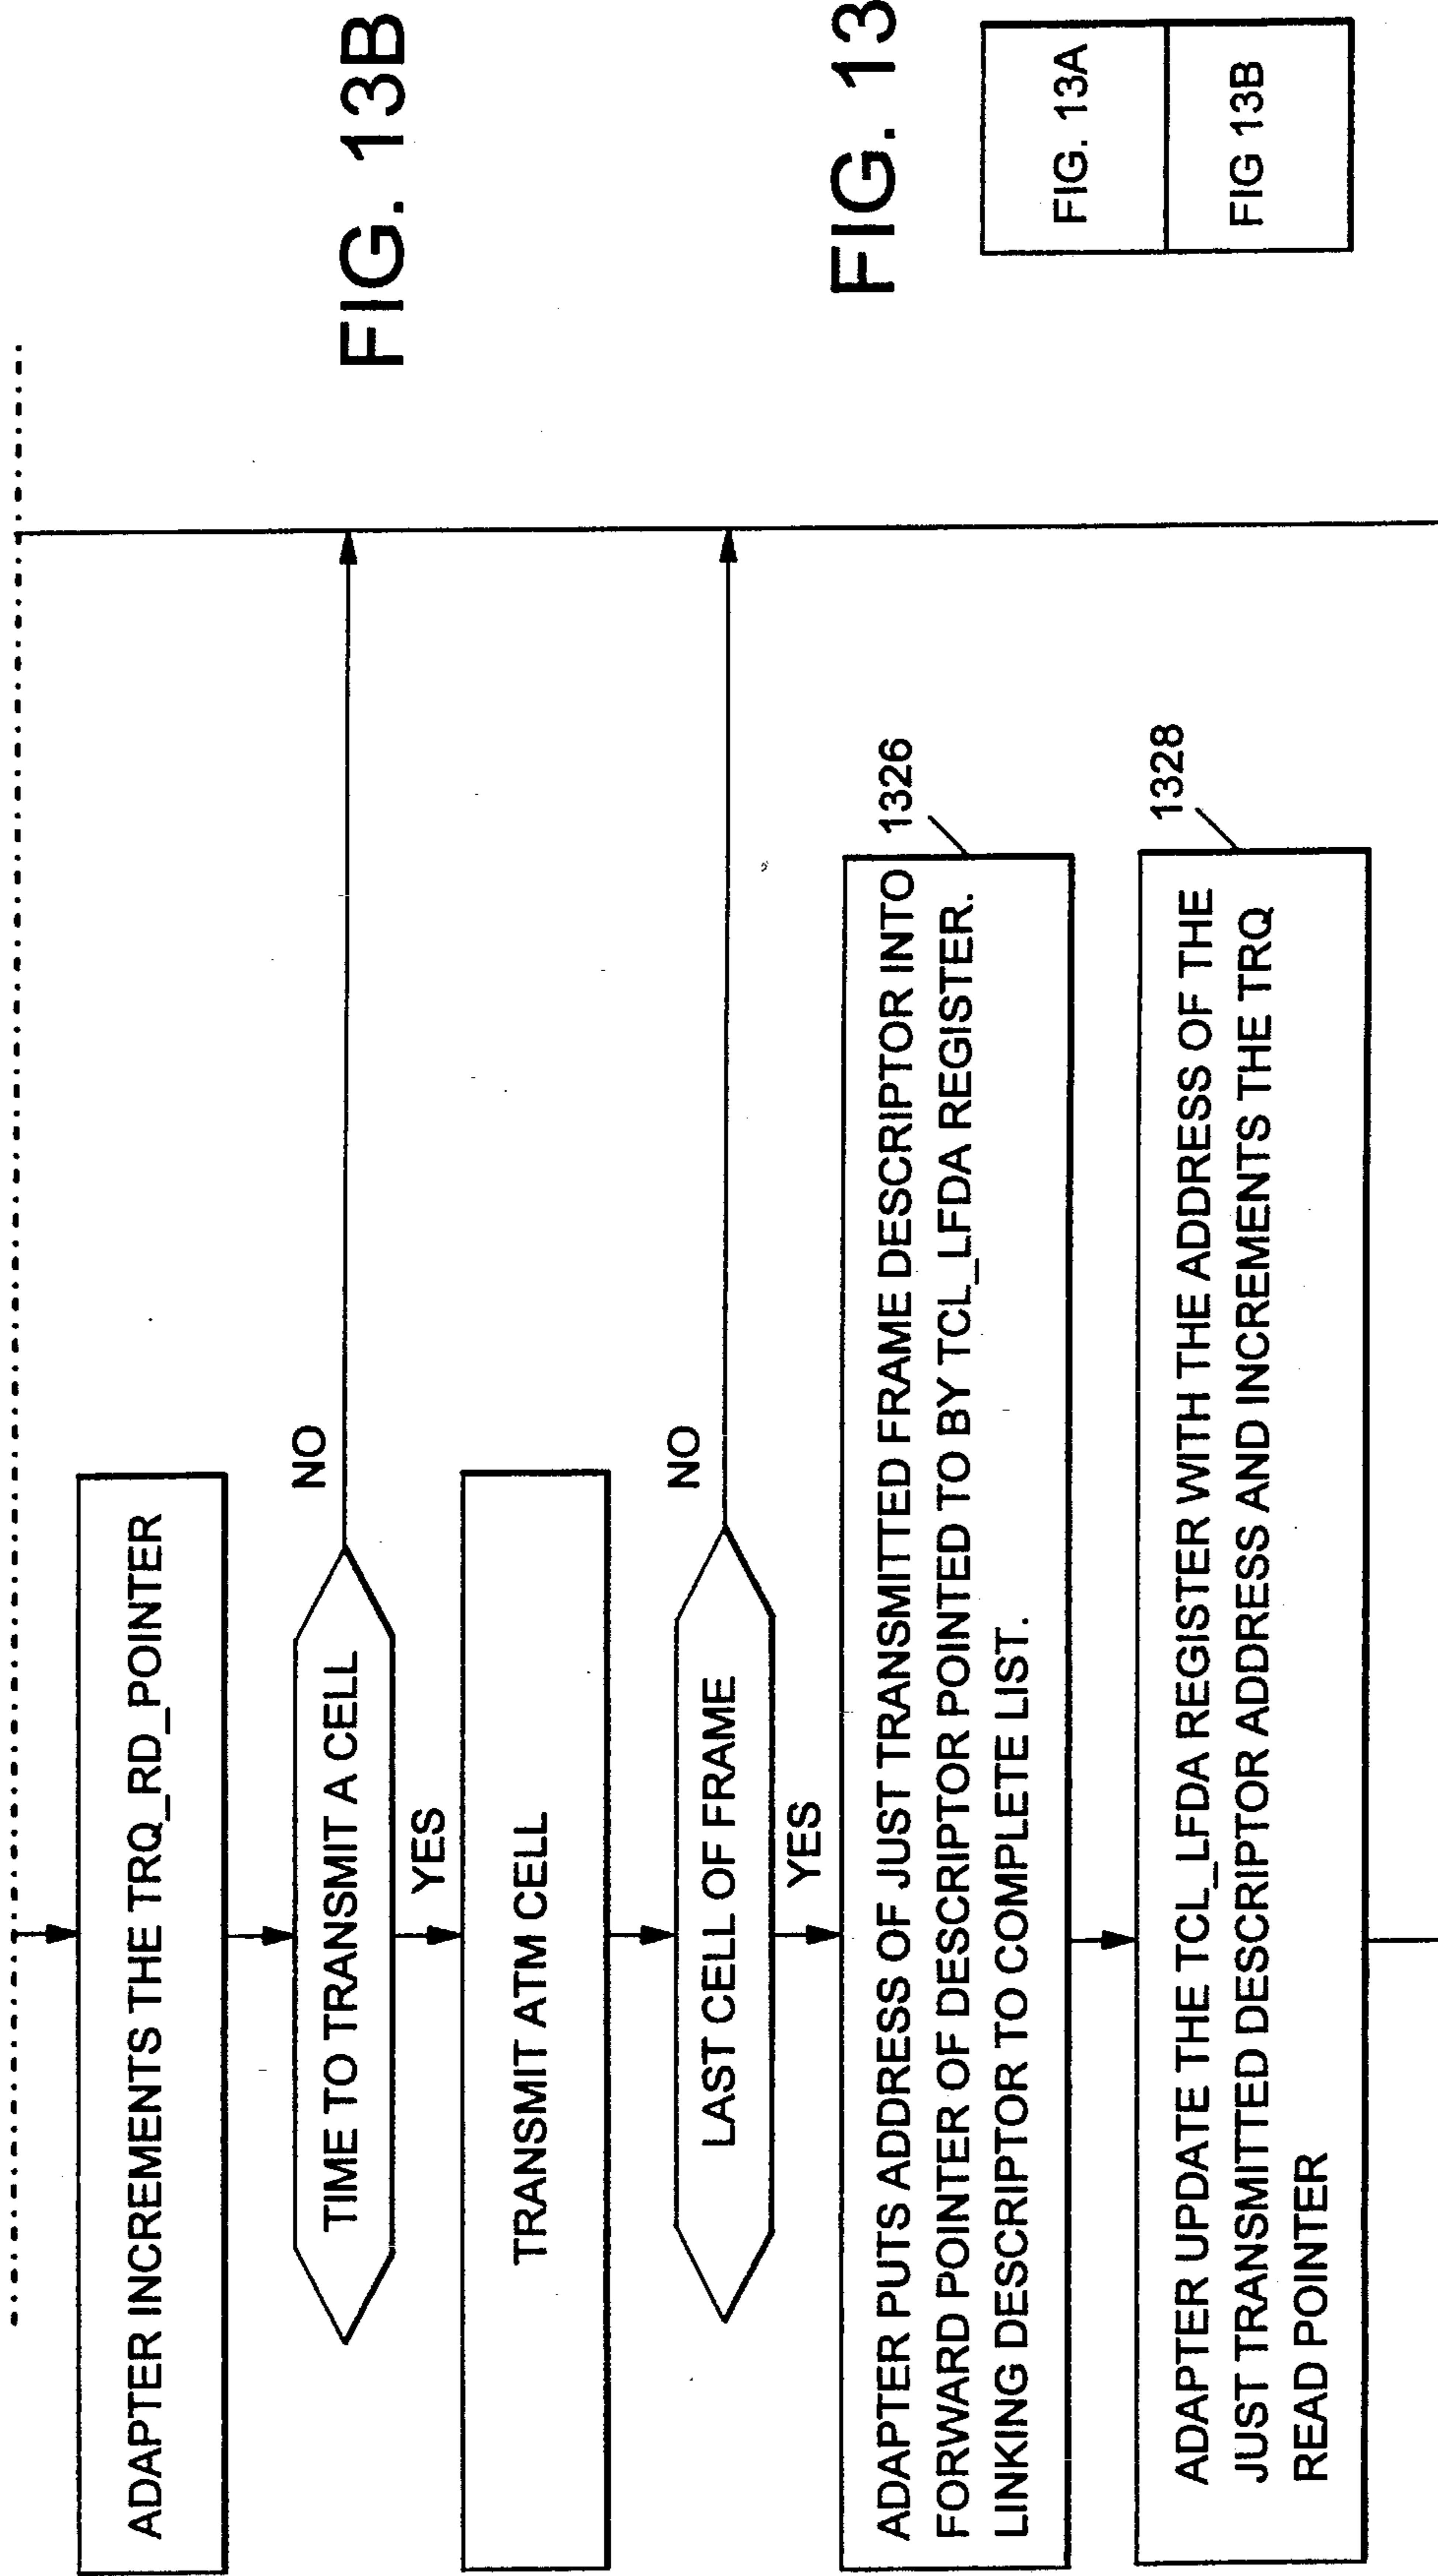 ADAPTER INCREMENTS THE TRQ_RD_POINTER
TIME TO TRANSMIT A CELL
NO
YES
TRANSMIT ATM CELL
LAST CELL OF FRAME
NO
YES
ADAPTER PUTS ADDRESS OF JUST TRANSMITTED FRAME DESCRIPTOR INTO
FORWARD POINTER OF DESCRIPTOR POINTED TO BY TCL_LFDA REGISTER.
LINKING DESCRIPTOR TO COMPLETE LIST.
1326
ADAPTER UPDATE THE TCL_LFDA REGISTER WITH THE ADDRESS OF THE
JUST TRANSMITTED DESCRIPTOR ADDRESS AND INCREMENTS THE TRQ
READ POINTER
1328
FIG. 13B
FIG. 13
FIG. 13A
FIG 13B